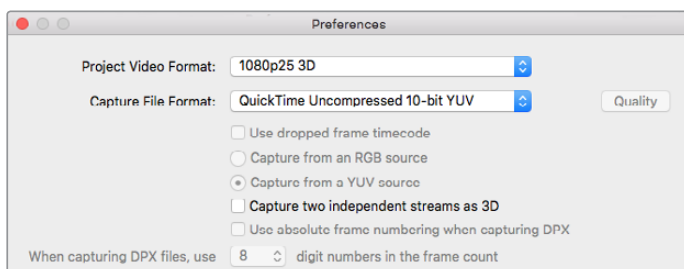 Preferences
Project Video Format: 1080p25 3D
Capture File Format: QuickTime Uncompressed 10-bit YUV Quality
Use dropped frame timecode
Capture from an RGB source
Capture from a YUV source
Capture two independent streams as 3D
Use absolute frame numbering when capturing DPX
When capturing DPX files, use 8 digit numbers in the frame count